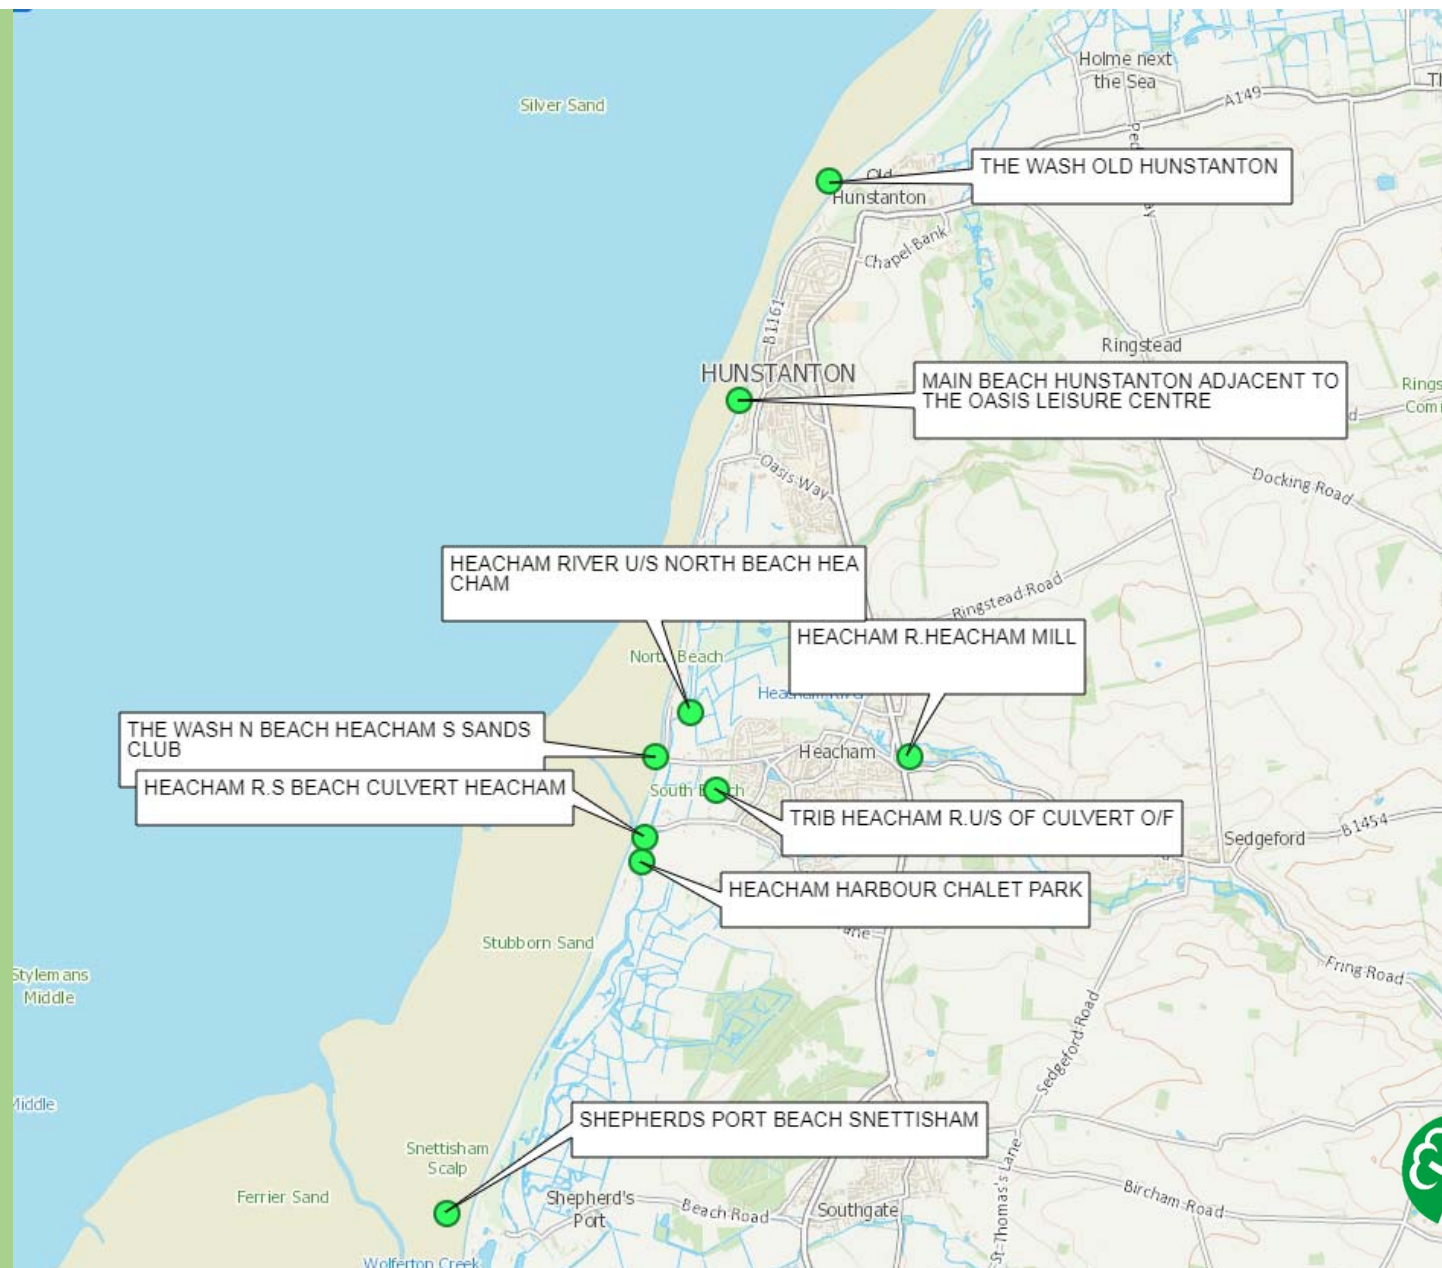 Holme next
the Sea
Silver Sand
A149
THE WASH OLD HUNSTANTON
Old
Hunstanton
Chapel Bank
B1161
Ringstead
HUNSTANTON
MAIN BEACH HUNSTANTON ADJACENT TO
THE OASIS LEISURE CENTRE
Oasis Way
Docking Road
HEACHAM RIVER U/S NORTH BEACH HEA
CHAM
Ringstead Road
HEACHAM R.HEACHAM MILL
North Beach
THE WASH N BEACH HEACHAM S SANDS
CLUB
Heacham
HEACHAM R.S BEACH CULVERT HEACHAM
South
TRIB HEACHAM R.U/S OF CULVERT O/F
B1454
Sedgeford
HEACHAM HARBOUR CHALET PARK
Stubborn Sand
Stylemans
Middle
Fring Road
Sedgeford Road
Middle
SHEPHERDS PORT BEACH SNETTISHAM
Snettisham
Scalp
Ferrier Sand
Shepherd's
Port
Beach Road
Southgate
St-Thomas's Lane
Bircham Road
Wolferton Creek